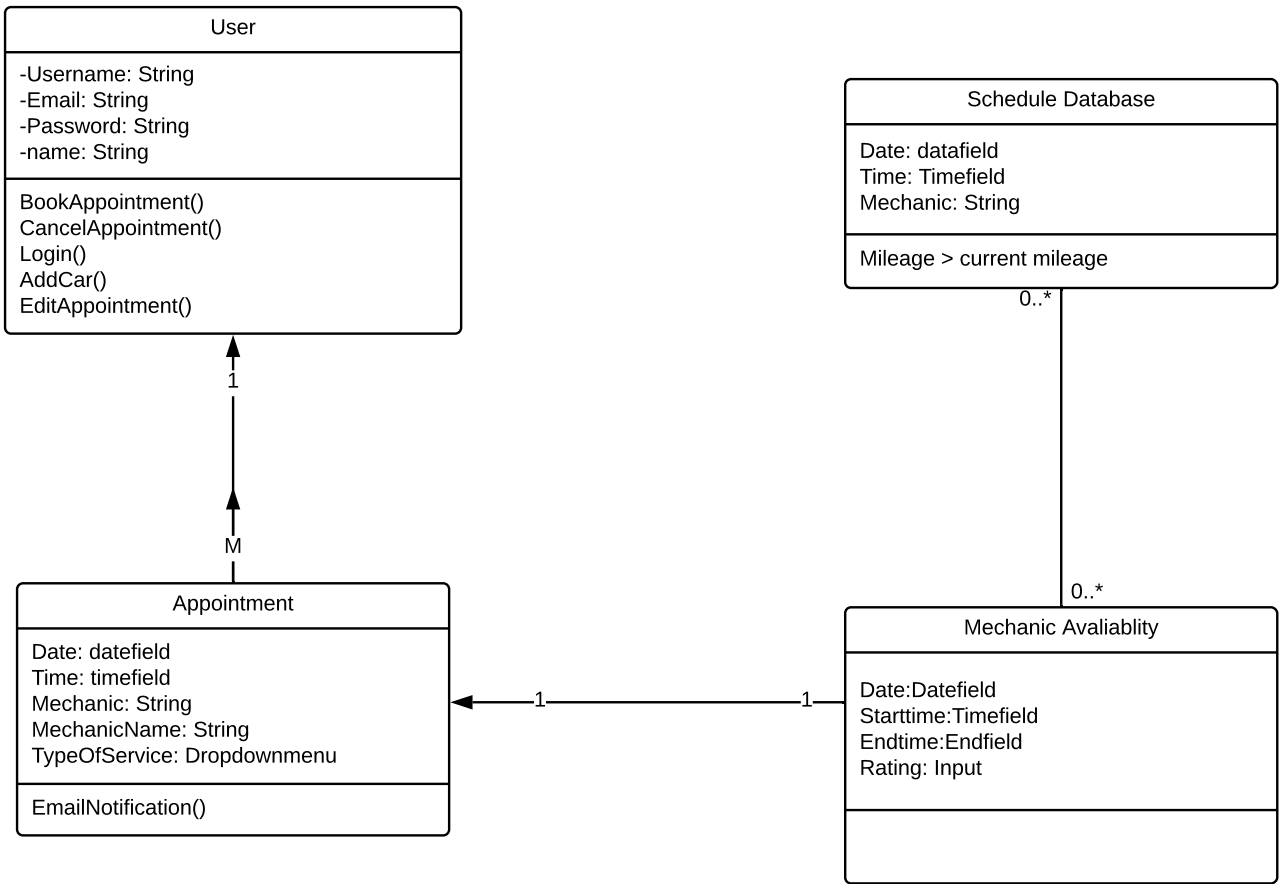 User
-Username: String
-Email: String
-Password: String
-name: String
BookAppointment()
CancelAppointment()
Login()
AddCar()
EditAppointment()
1
M
Appointment
Date: datefield
Time: timefield
Mechanic: String
MechanicName: String
TypeOfService: Dropdownmenu
EmailNotification()
1
1
Schedule Database
Date: datafield
Time: Timefield
Mechanic: String
Mileage > current mileage
0..*
0..*
Mechanic Avaliablity
Date:Datefield
Starttime:Timefield
Endtime:Endfield
Rating: Input